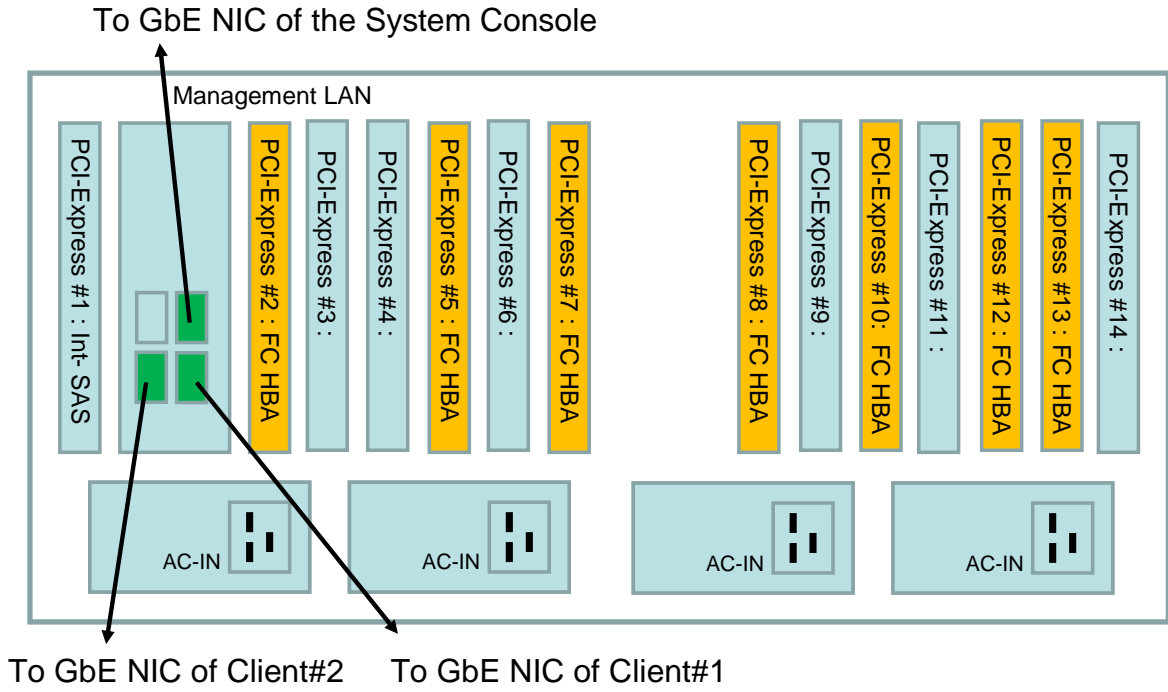 To GbE NIC of the System Console
Management LAN
PCI-Express #1 : Int- SAS
PCI-Express #2 : FC HBA
PCI-Express #3 :
PCI-Express #4 :
PCI-Express #5 : FC HBA
PCI-Express #6 :
PCI-Express #7 : FC HBA
PCI-Express #8 : FC HBA
PCI-Express #9 :
PCI-Express #10: FC HBA
PCI-Express #11 :
PCI-Express #12 : FC HBA
PCI-Express #13 : FC HBA
PCI-Express #14 :
AC-IN
AC-IN
AC-IN
AC-IN
To GbE NIC of Client#2
To GbE NIC of Client#1